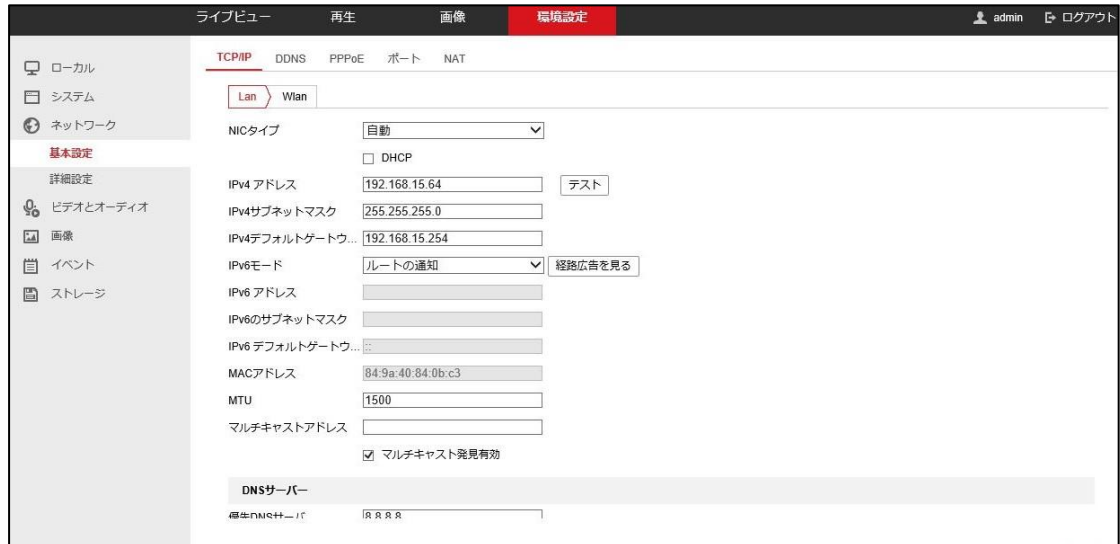 ライブビュー 再生 画像 環境設定 admin ログアウト
TCP/IP DDNS PPPoE ポート NAT
ローカル
システム
ネットワーク
基本設定
詳細設定
ビデオとオーディオ
画像
イベント
ストレージ
Lan Wlan
NICタイプ 自動
DHCP
IPv4 アドレス 192.168.15.64 テスト
IPv4サブネットマスク 255.255.255.0
IPv4デフォルトゲートウ... 192.168.15.254
IPv6モード ルートの通知 経路広告を見る
IPv6 アドレス
IPv6のサブネットマスク
IPv6 デフォルトゲートウ... ::
MACアドレス 84:9a:40:84:0b:c3
MTU 1500
マルチキャストアドレス
マルチキャスト発見有効
DNSサーバー
優先DNSサーバ 8.8.8.8